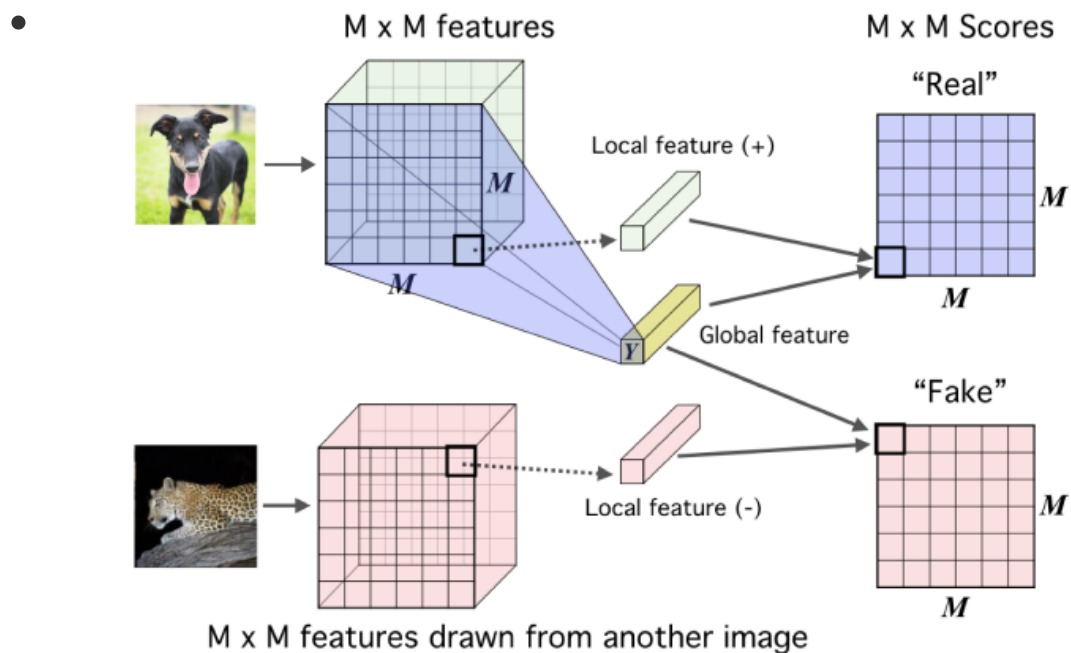 M x M features
M x M Scores
"Real"
Local feature (+)
M
M
M
M
Y
Global feature
"Fake"
Local feature (-)
M
M
M x M features drawn from another image